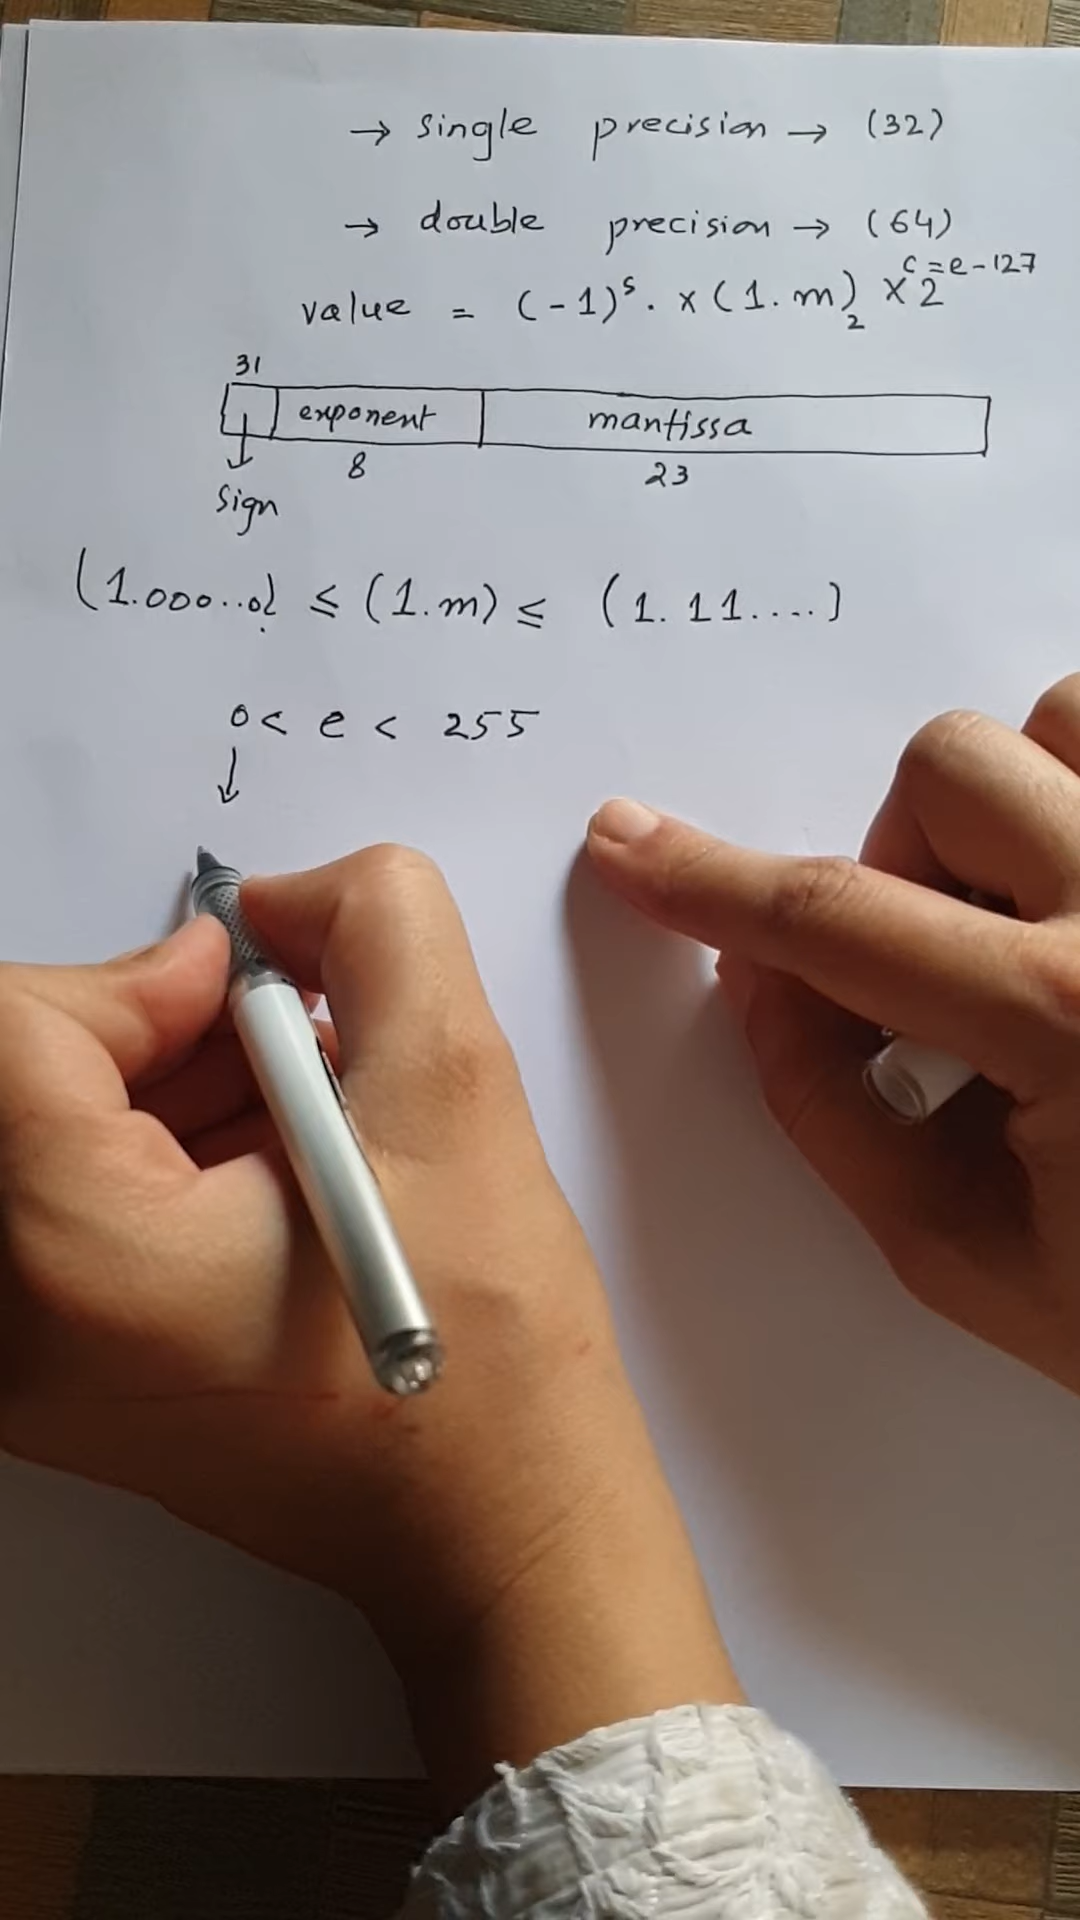 → single precision → (32)
→ double precision → (64)
value = (-1)^s . × (1.m)_2 × 2^c=e-127
31
exponent mantissa
8 23
sign
(1.000..0) ≤ (1.m) ≤ (1.11....)
0 < e < 255
↓